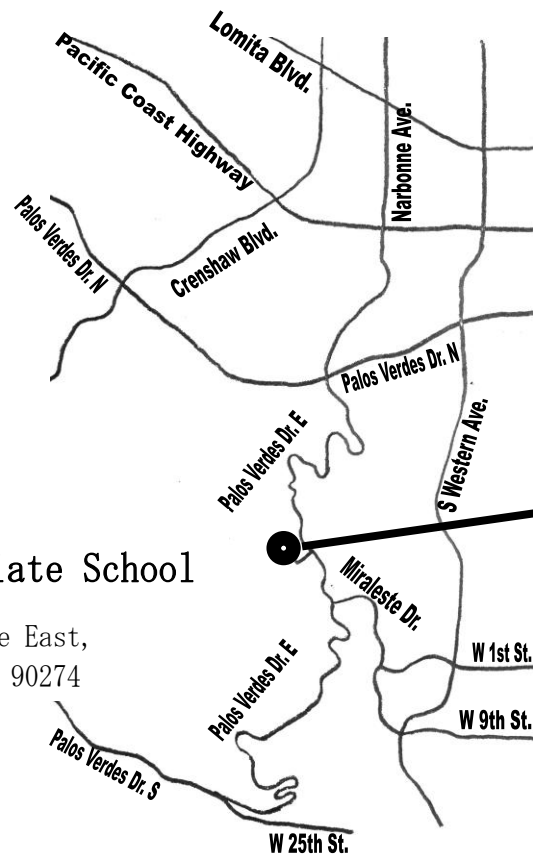 Lomita Blvd.
Pacific Coast Highway
Narbonne Ave.
Palos Verdes Dr. N
Crenshaw Blvd.
Palos Verdes Dr. N
Palos Verdes Dr. E
S Western Ave.
late School
Miraleste Dr.
e East,
90274
W 1st St.
Palos Verdes Dr. E
W 9th St.
Palos Verdes Dr. S
W 25th St.